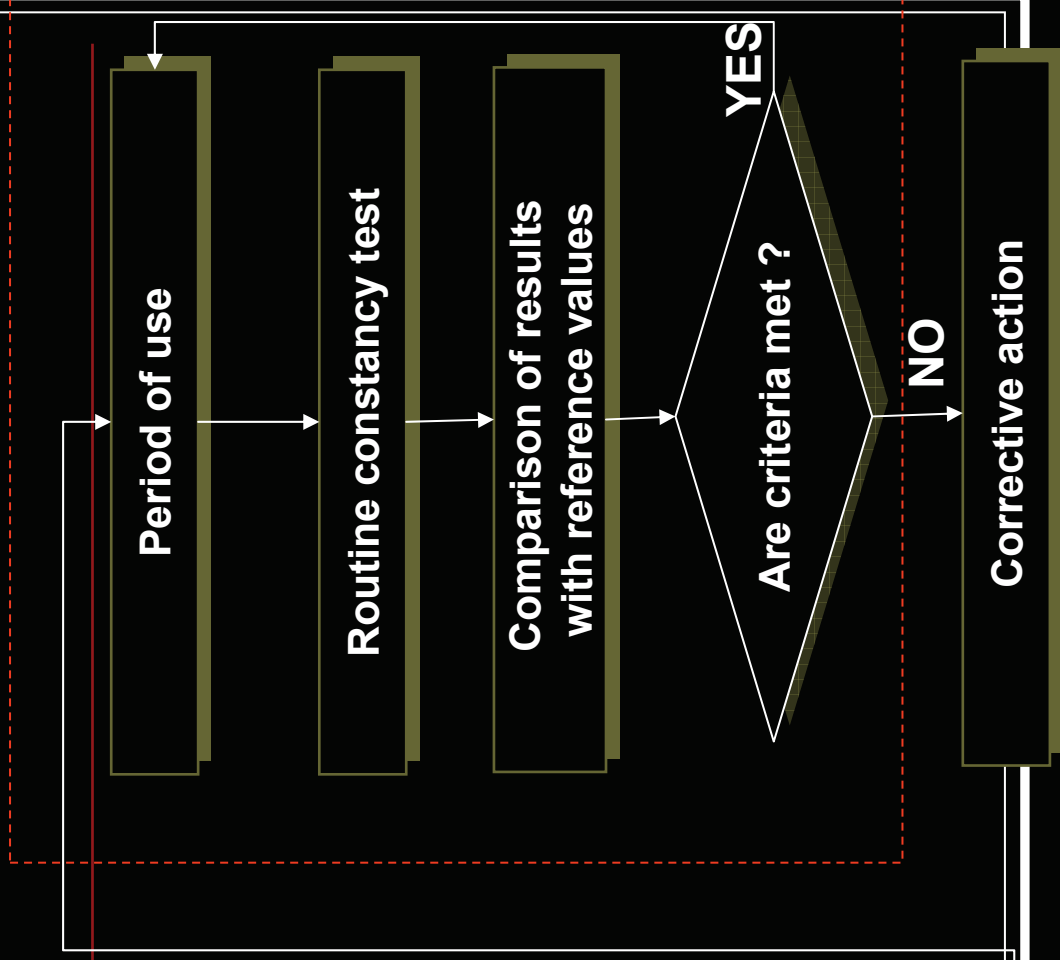 Period of use
Routine constancy test
Comparison of results
with reference values
Are criteria met ?
YES
NO
Corrective action